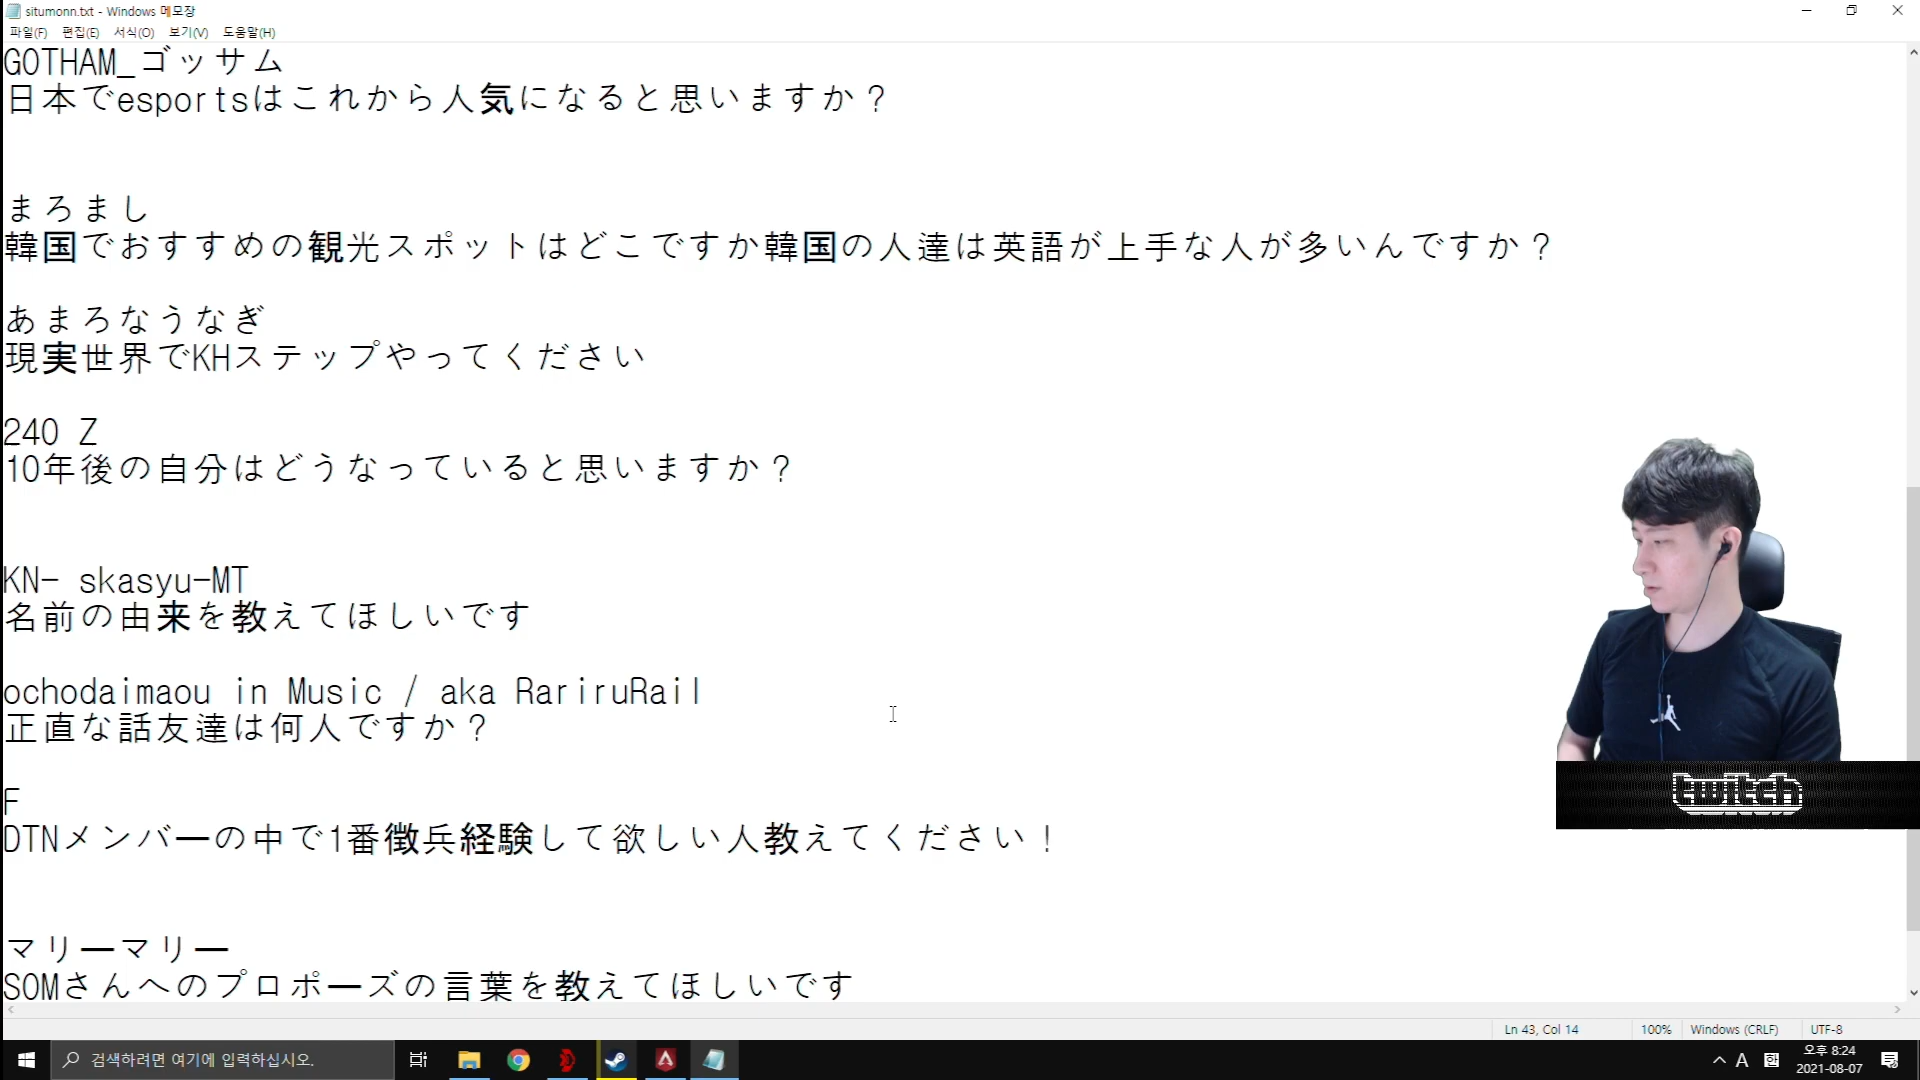 situmonn.txt - Windows 메모장
파일(F) 편집(E) 서식(O) 보기(V) 도움말(H)
GOTHAM_ゴッサム
日本でesportsはこれから人気になると思いますか？
まろまし
韓国でおすすめの観光スポットはどこですか韓国の人達は英語が上手な人が多いんですか？
あまろなうなぎ
現実世界でKHステップやってください
240 Z
10年後の自分はどうなっていると思いますか？
KN- skasyu-MT
名前の由来を教えてほしいです
ochodaimaou in Music / aka RariruRail
正直な話友達は何人ですか？
F
DTNメンバーの中で1番徴兵経験して欲しい人教えてください！
マリーマリー
SOMさんへのプロポーズの言葉を教えてほしいです
twitch
Ln 43, Col 14 100% Windows (CRLF) UTF-8
검색하려면 여기에 입력하십시오.
A 한 오후 8:24
2021-08-07